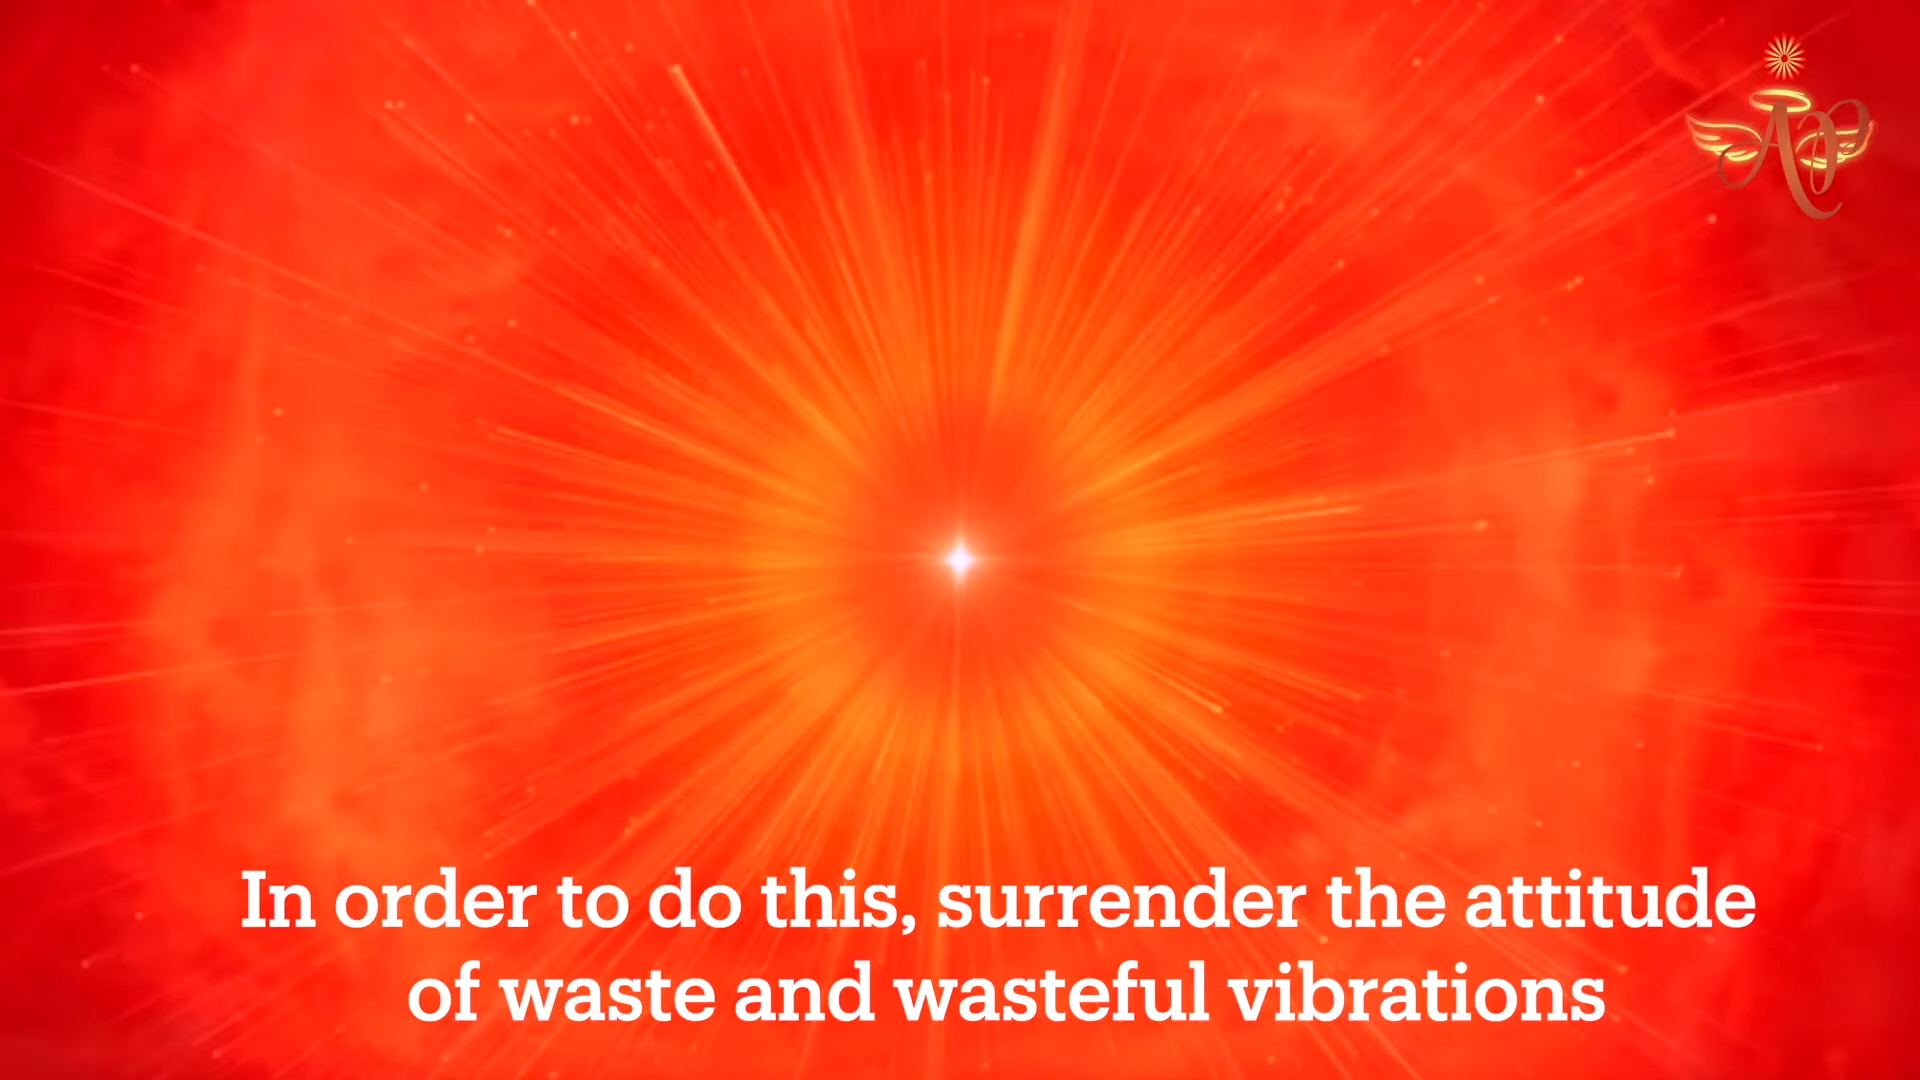 In order to do this, surrender the attitude
of waste and wasteful vibrations